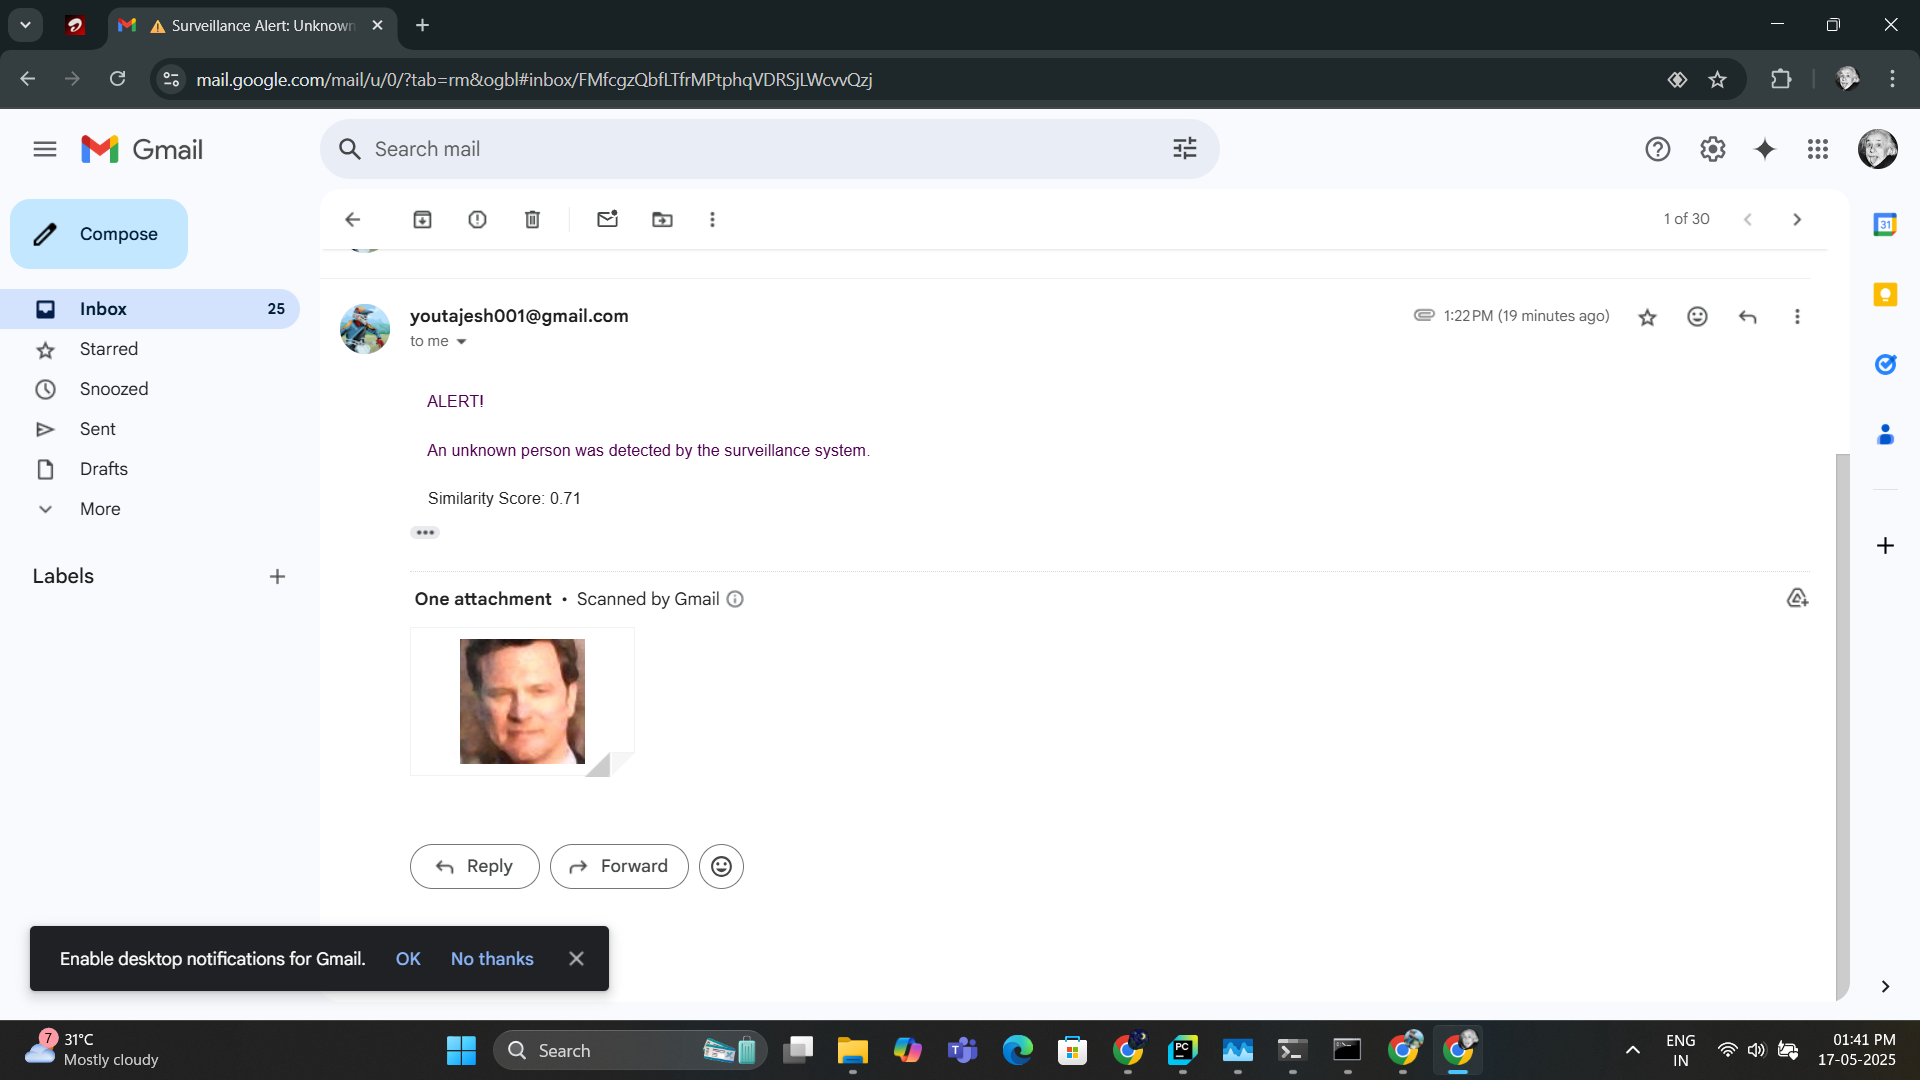 Surveillance Alert: Unknown
mail.google.com/mail/u/0/?tab=rm&ogbl#inbox/FMfcgzQbfLTfrMPtphqVDRSjLWcvvQzj
Gmail
Search mail
Compose
1 of 30
Inbox 25
Starred
Snoozed
Sent
Drafts
More
Labels
youtajesh001@gmail.com
1:22 PM (19 minutes ago)
to me
ALERT!
An unknown person was detected by the surveillance system.
Similarity Score: 0.71
One attachment • Scanned by Gmail
Reply
Forward
Enable desktop notifications for Gmail. OK No thanks
31
7
31°C
Mostly cloudy
Search
PC
ENG
IN
01:41 PM
17-05-2025